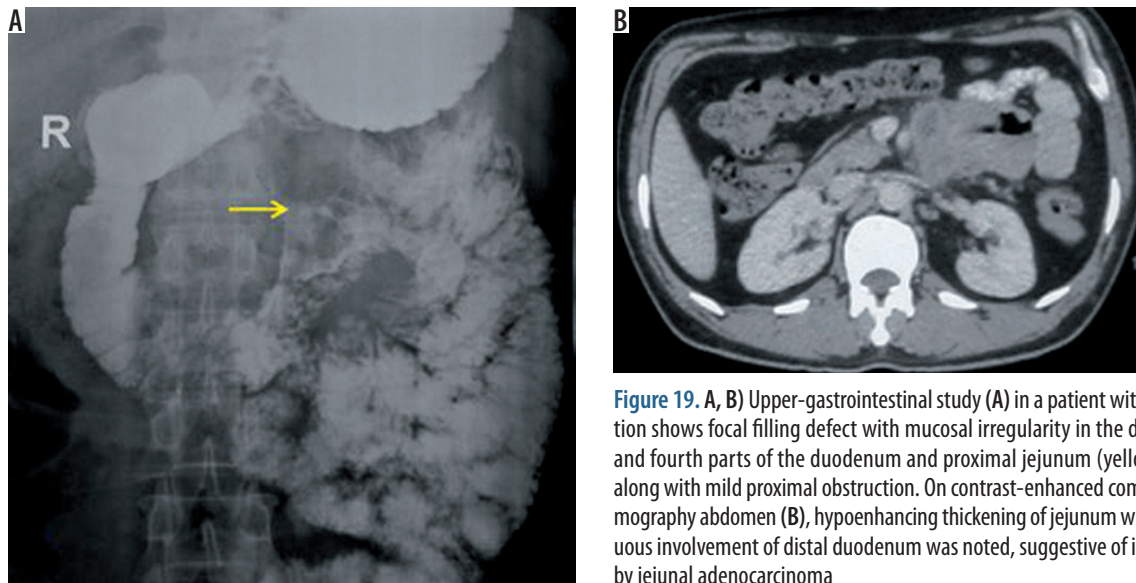 A
R
B
Figure 19. A, B) Upper-gastrointestinal study (A) in a patient wit
tion shows focal filling defect with mucosal irregularity in the d
and fourth parts of the duodenum and proximal jejunum (yello
along with mild proximal obstruction. On contrast-enhanced com
mography abdomen (B), hypoenhancing thickening of jejunum w
uous involvement of distal duodenum was noted, suggestive of i
by jejunal adenocarcinoma